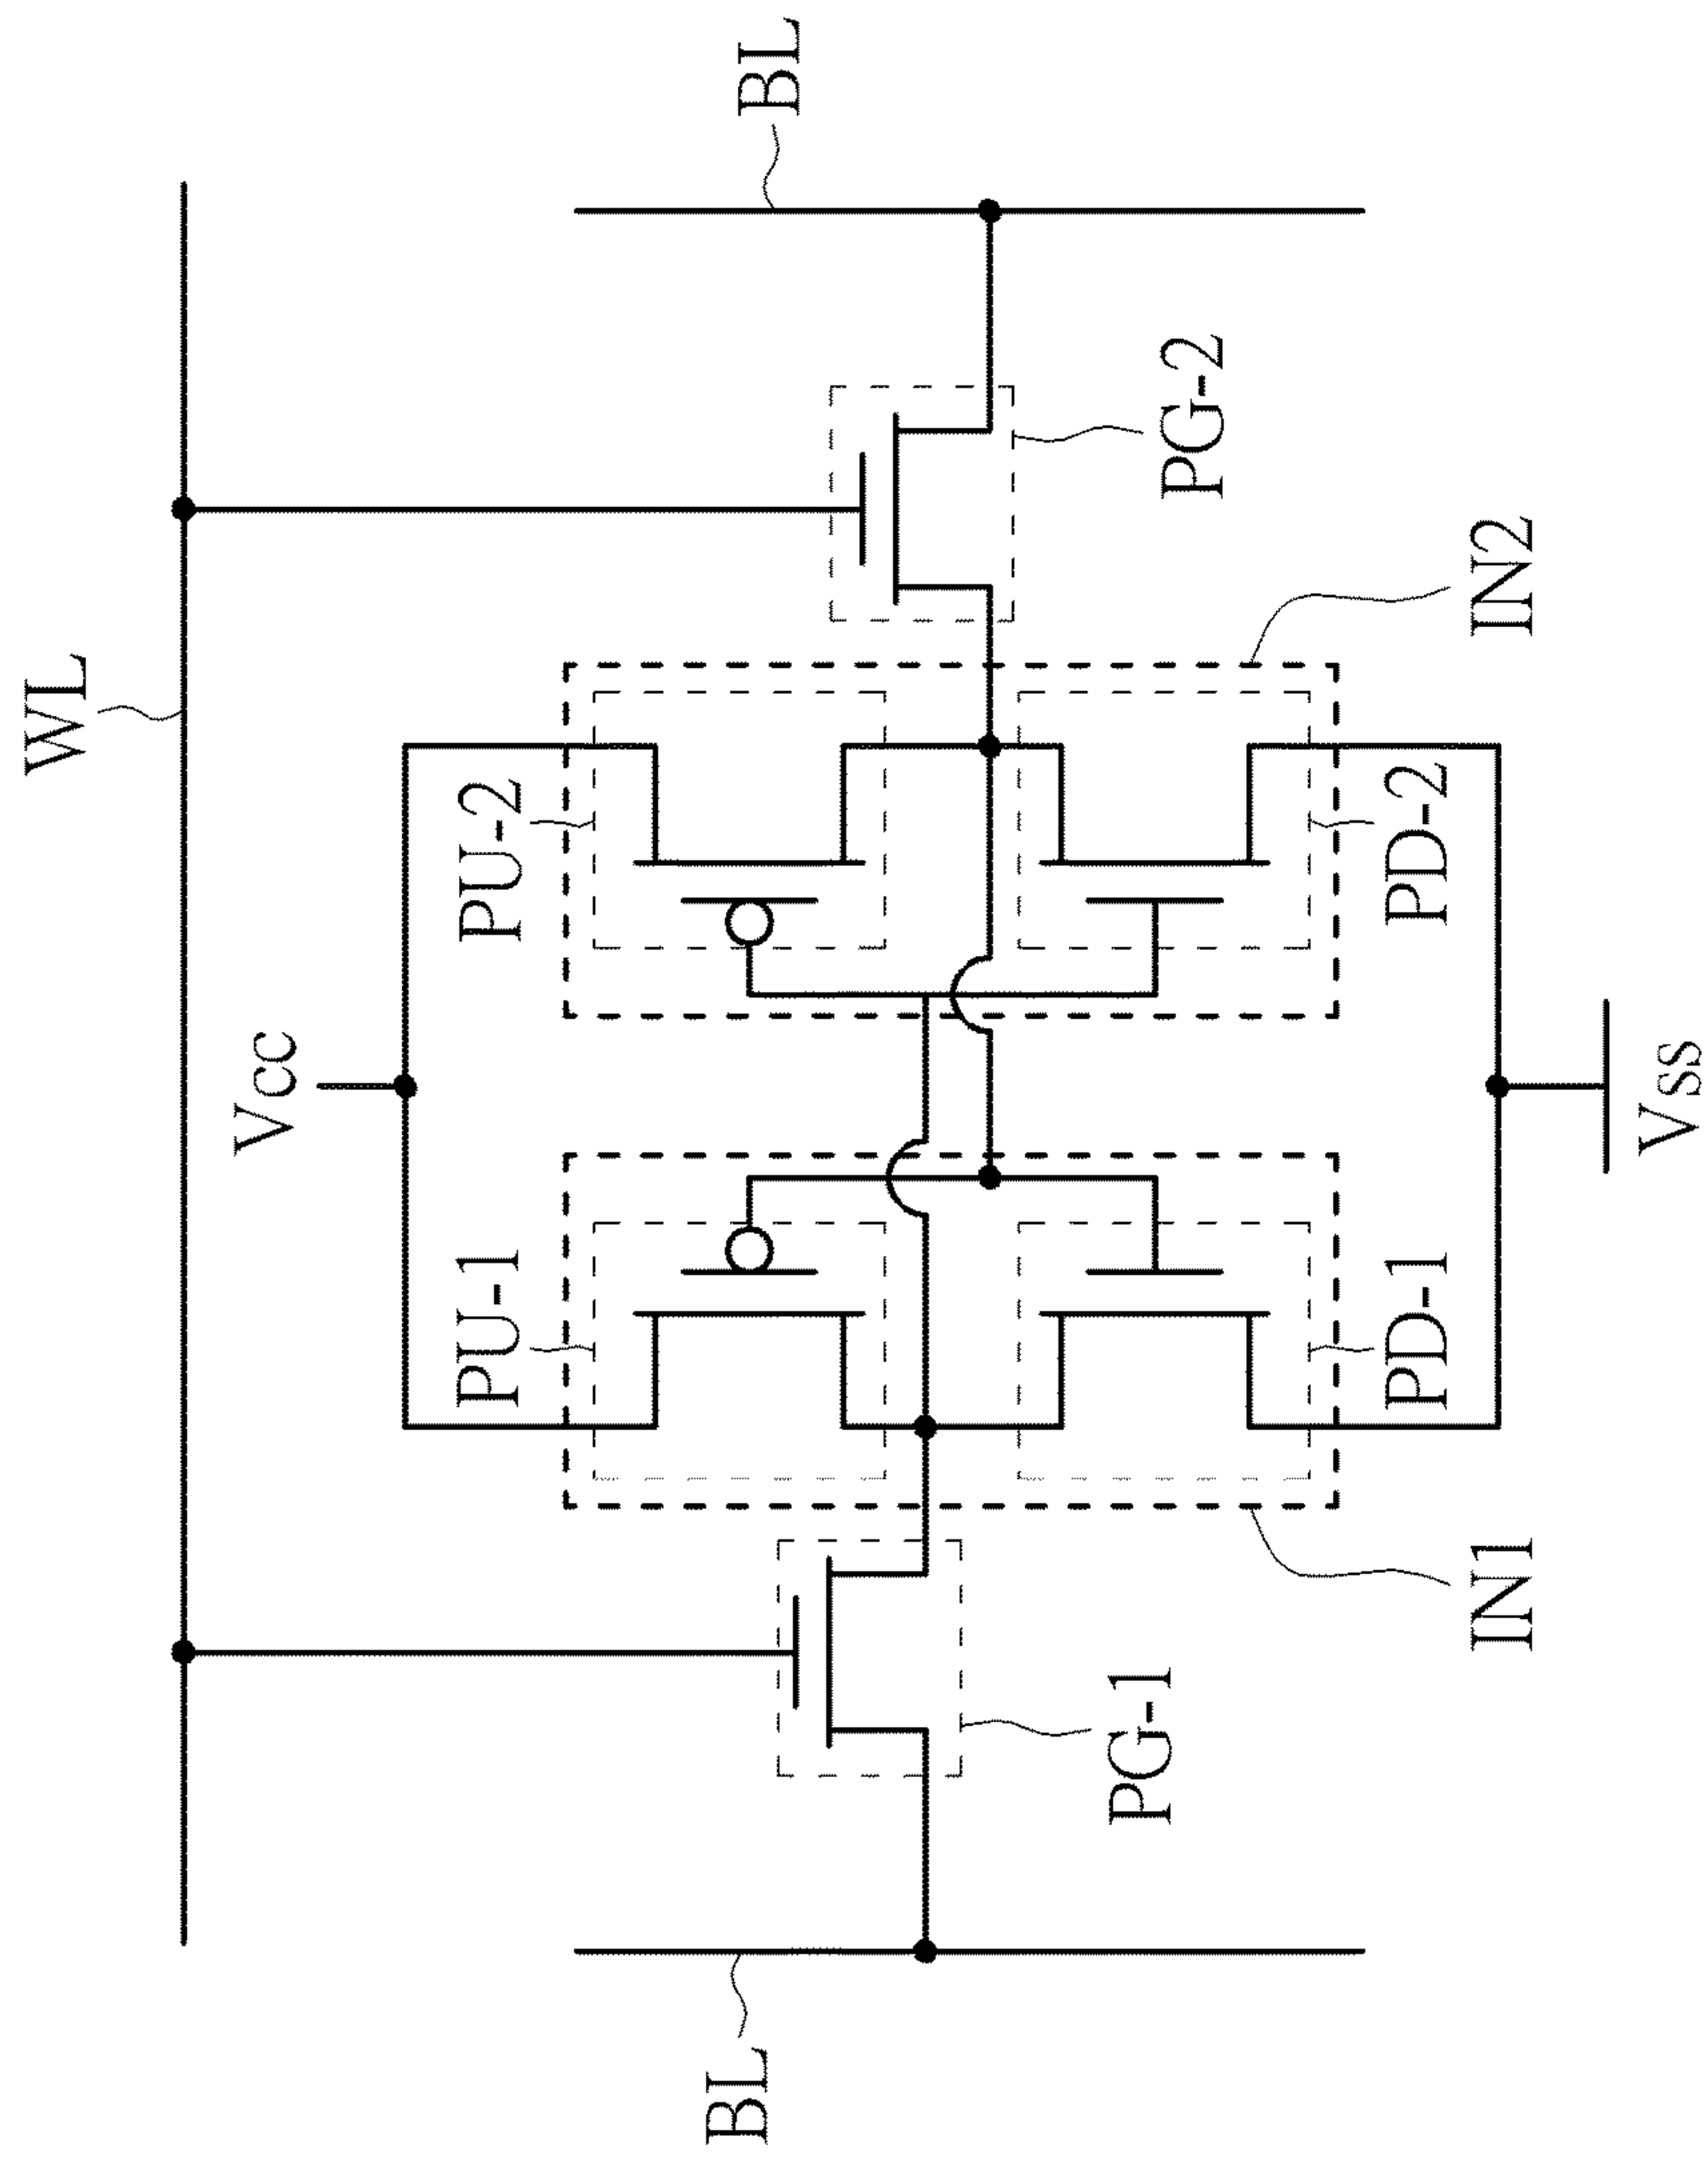 WL
VCC
PU-1
PU-2
BL
BL
PG-1
PG-2
PD-1
PD-2
IN1
IN2
VSS